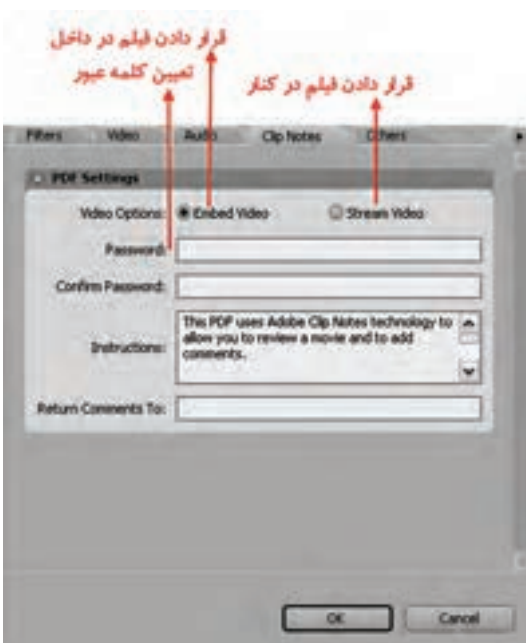 قرار دادن فیلم در داخل
تعیین کلمه عبور
قرار دادن فیلم در کنار
Filters Video Audio Clip Notes Others
PDF Settings
Video Options: Embed Video Stream Video
Password:
Confirm Password:
Instructions: This PDF uses Adobe Clip Notes technology to
allow you to review a movie and to add
comments.
Return Comments To:
OK Cancel